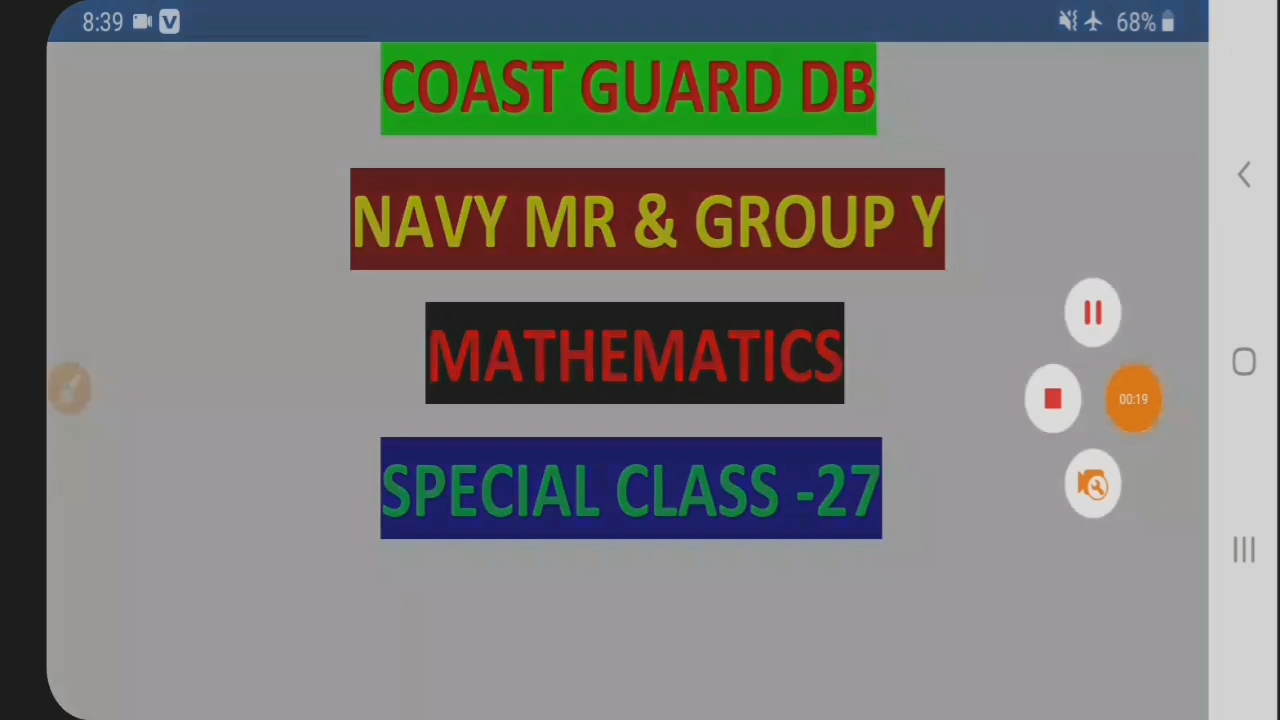 8:39 V 68%
COAST GUARD DB
NAVY MR & GROUP Y
MATHEMATICS
00:19
SPECIAL CLASS -27